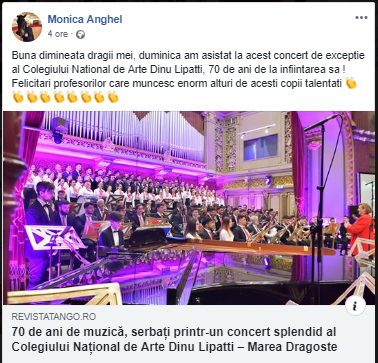 Monica Anghel
4 ore ·
Buna dimineata dragii mei, duminica am asistat la acest concert de exceptie
al Colegiului National de Arte Dinu Lipatti, 70 de ani de la infiintarea sa !
Felicitari profesorilor care muncesc enorm alturi de acesti copii talentati 👏
👏👏👏👏👏👏👏👏
REVISTATANGO.RO
70 de ani de muzică, serbați printr-un concert splendid al
Colegiului Național de Arte Dinu Lipatti – Marea Dragoste